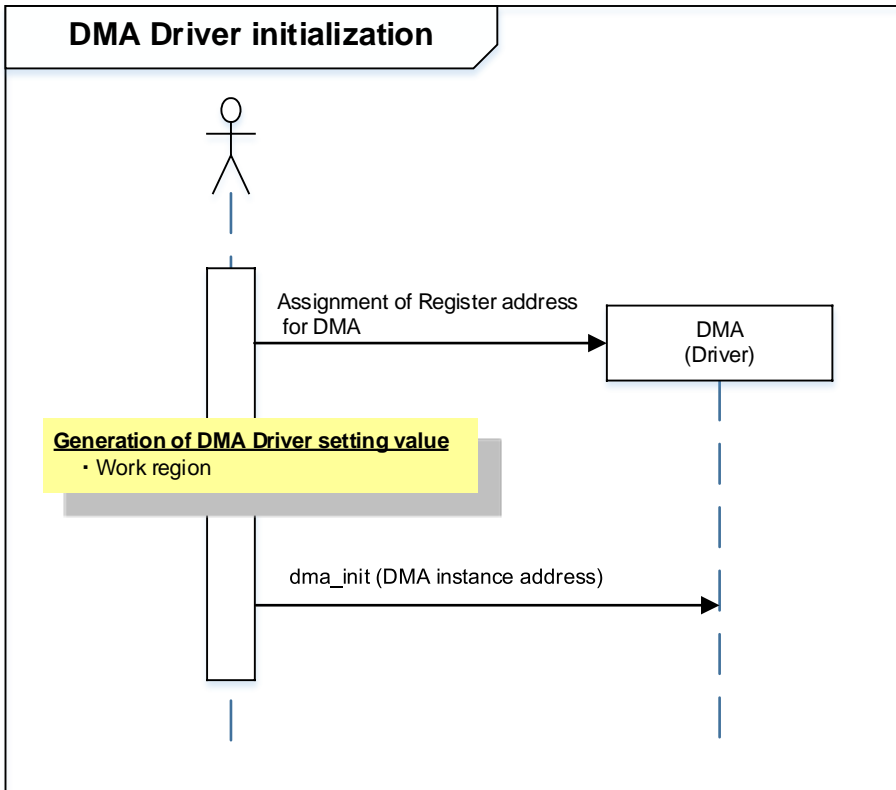 DMA Driver initialization
Assignment of Register address
for DMA
DMA
(Driver)
Generation of DMA Driver setting value
・Work region
dma_init (DMA instance address)